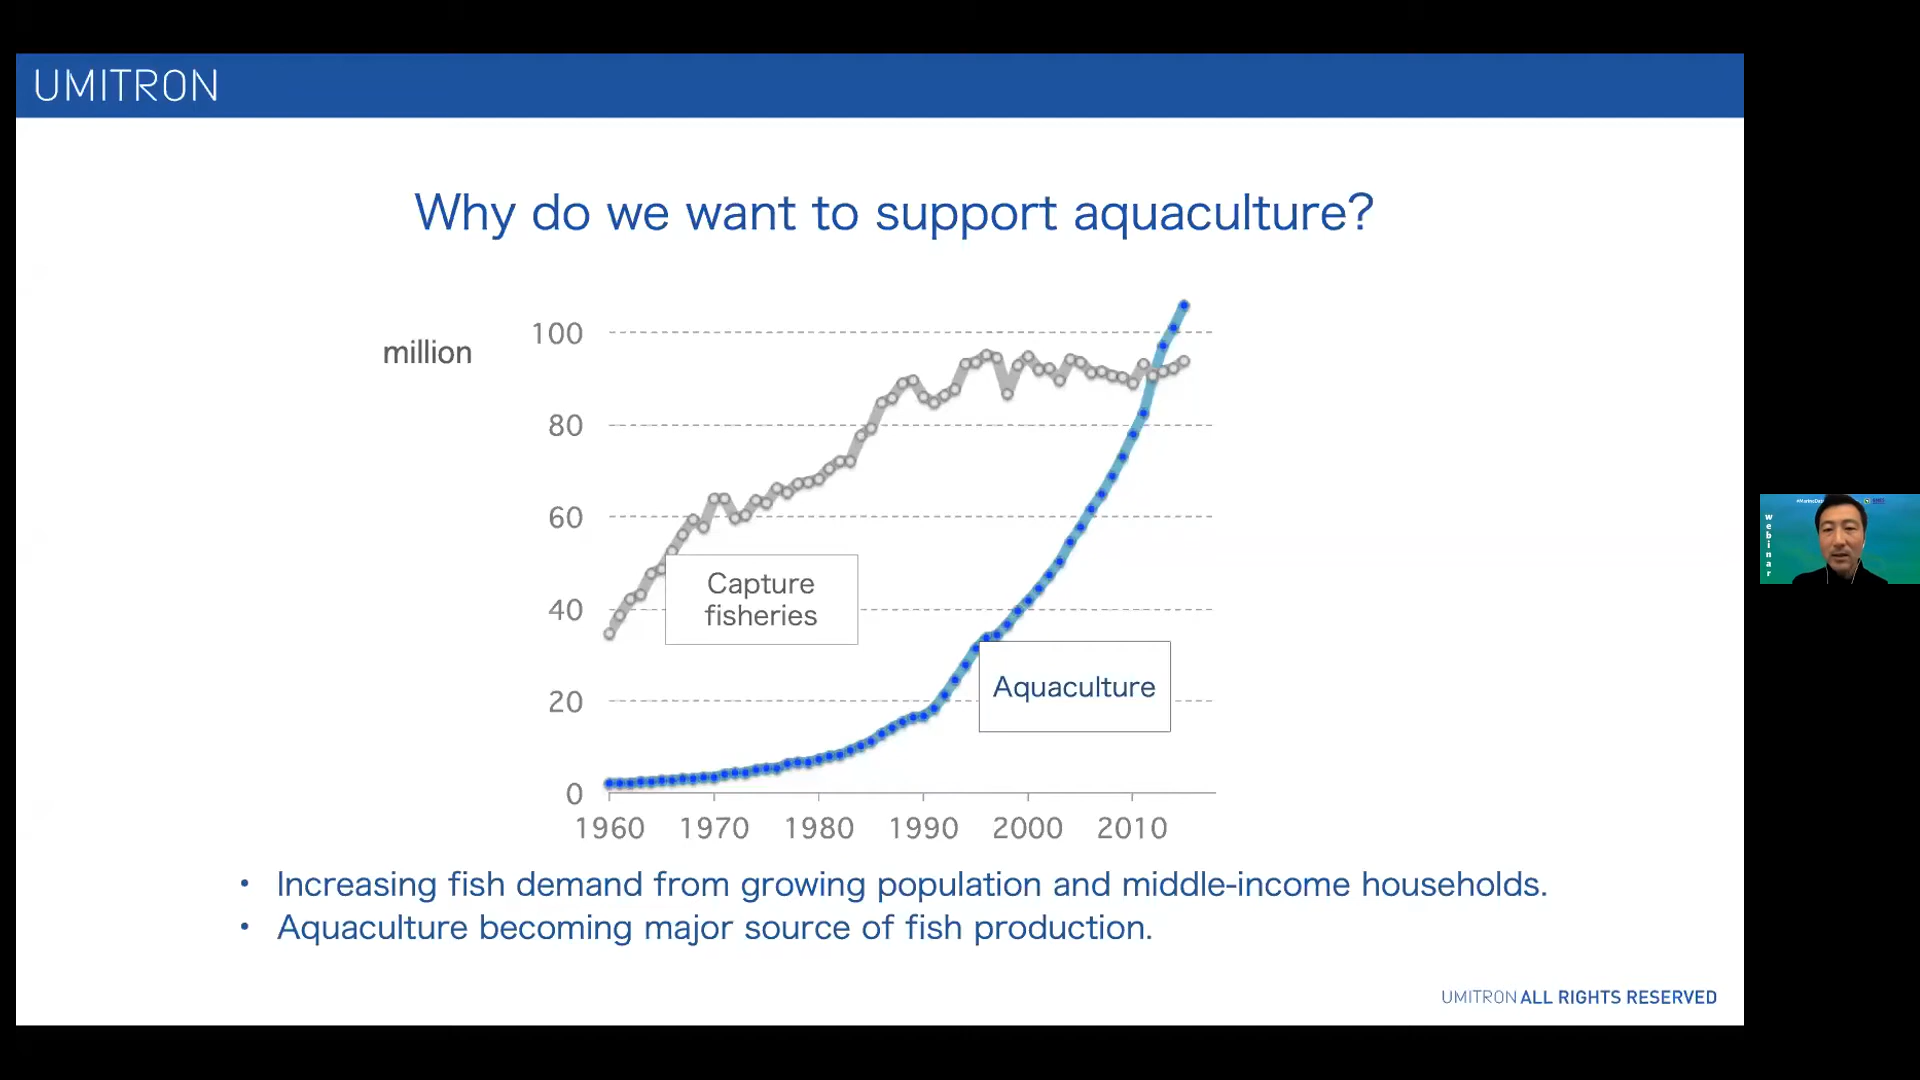 UMITRON
Why do we want to support aquaculture?
million
100
80
60
40
20
0
Capture
fisheries
Aquaculture
1960 1970 1980 1990 2000 2010
• Increasing fish demand from growing population and middle-income households.
• Aquaculture becoming major source of fish production.
UMITRON ALL RIGHTS RESERVED
webinar